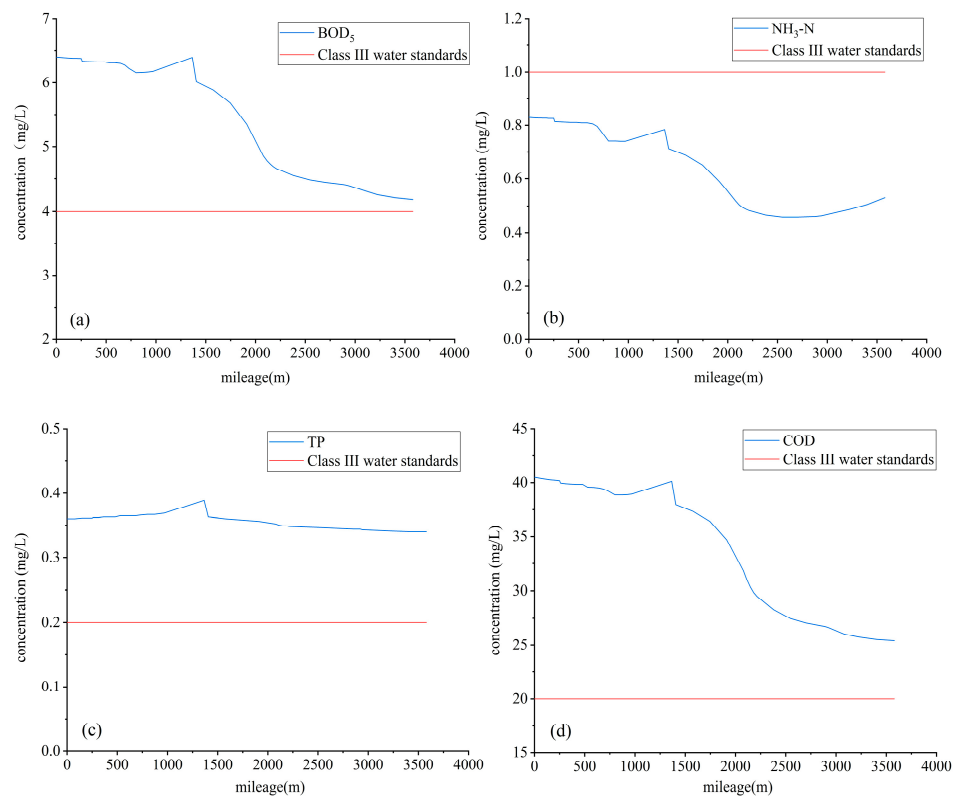 7
6
5
4
3
2
concentration (mg/L)
BOD5
Class III water standards
(a)
0 500 1000 1500 2000 2500 3000 3500 4000
mileage(m)
1.2
1.0
0.8
0.6
0.4
0.2
0.0
concentration (mg/L)
NH3-N
Class III water standards
(b)
0 500 1000 1500 2000 2500 3000 3500 4000
mileage(m)
0.5
0.4
0.3
0.2
0.1
0.0
concentration (mg/L)
TP
Class III water standards
(c)
0 500 1000 1500 2000 2500 3000 3500 4000
mileage(m)
45
40
35
30
25
20
15
concentration (mg/L)
COD
Class III water standards
(d)
0 500 1000 1500 2000 2500 3000 3500 4000
mileage(m)